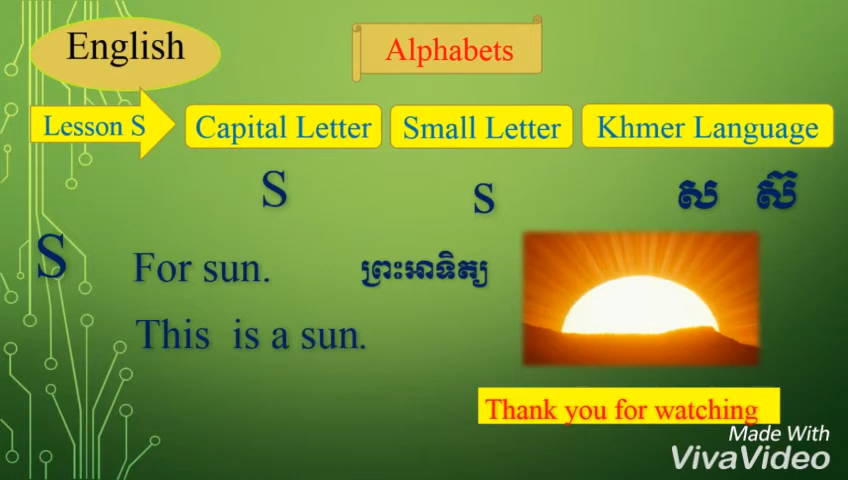 English
Alphabets
Lesson S
Capital Letter
Small Letter
Khmer Language
S
s
ស ស៊
S
For sun.
ព្រះអាទិត្យ
This is a sun.
Thank you for watching
Made With
VivaVideo